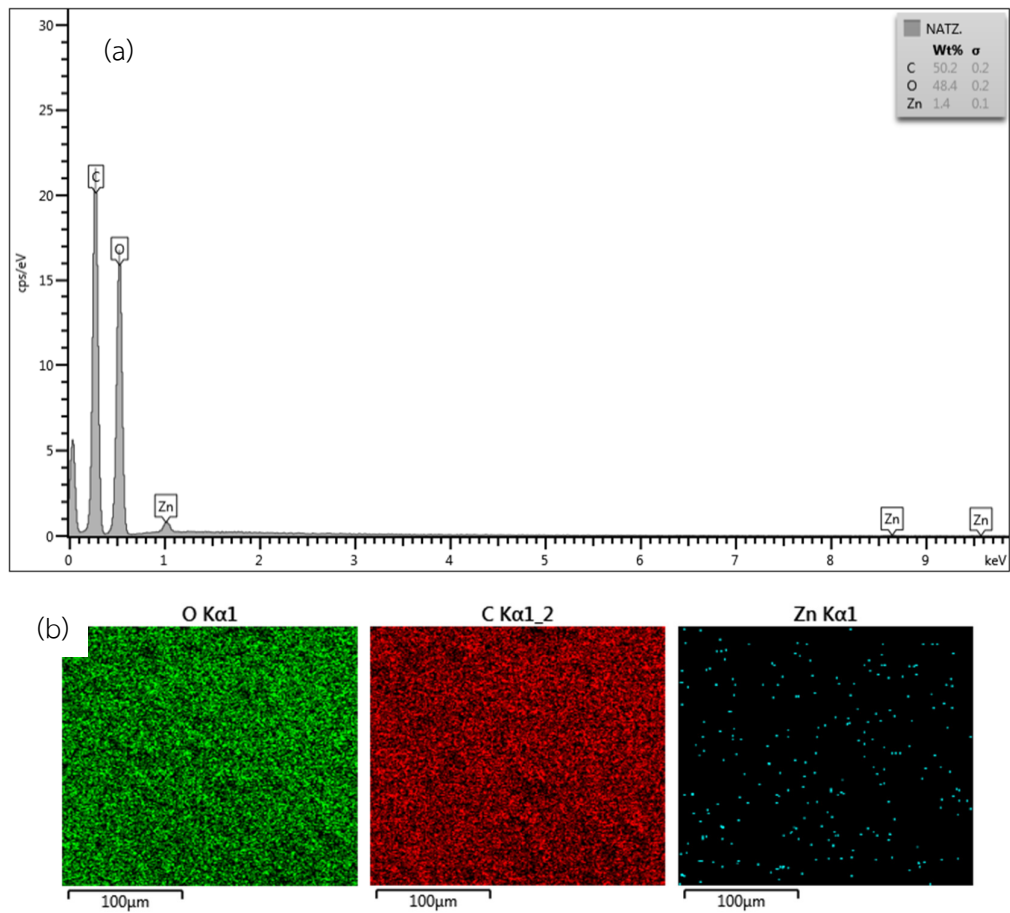 (a)
NATZ.
Wt% σ
C 50.2 0.2
O 48.4 0.2
Zn 1.4 0.1
30
25
20
15
10
5
0
cps/eV
C
O
Zn
Zn
Zn
0 1 2 3 4 5 6 7 8 9 keV
(b)
O Kα1
C Kα1_2
Zn Kα1
100μm
100μm
100μm